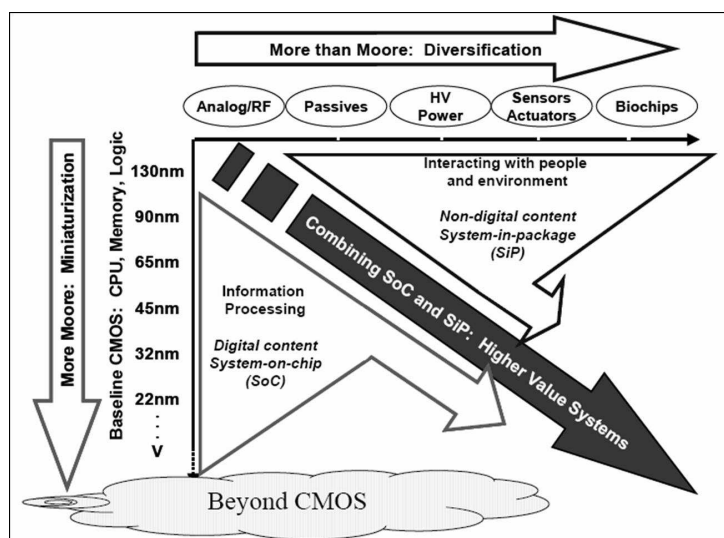 More than Moore: Diversification
Analog/RF
Passives
HV
Power
Sensors
Actuators
Biochips
More Moore: Miniaturization
Baseline CMOS: CPU, Memory, Logic
130nm
90nm
65nm
45nm
32nm
22nm
.
.
.
V
Interacting with people
and environment
Non-digital content
System-in-package
(SiP)
Combining SoC and SiP: Higher Value Systems
Information
Processing
Digital content
System-on-chip
(SoC)
Beyond CMOS